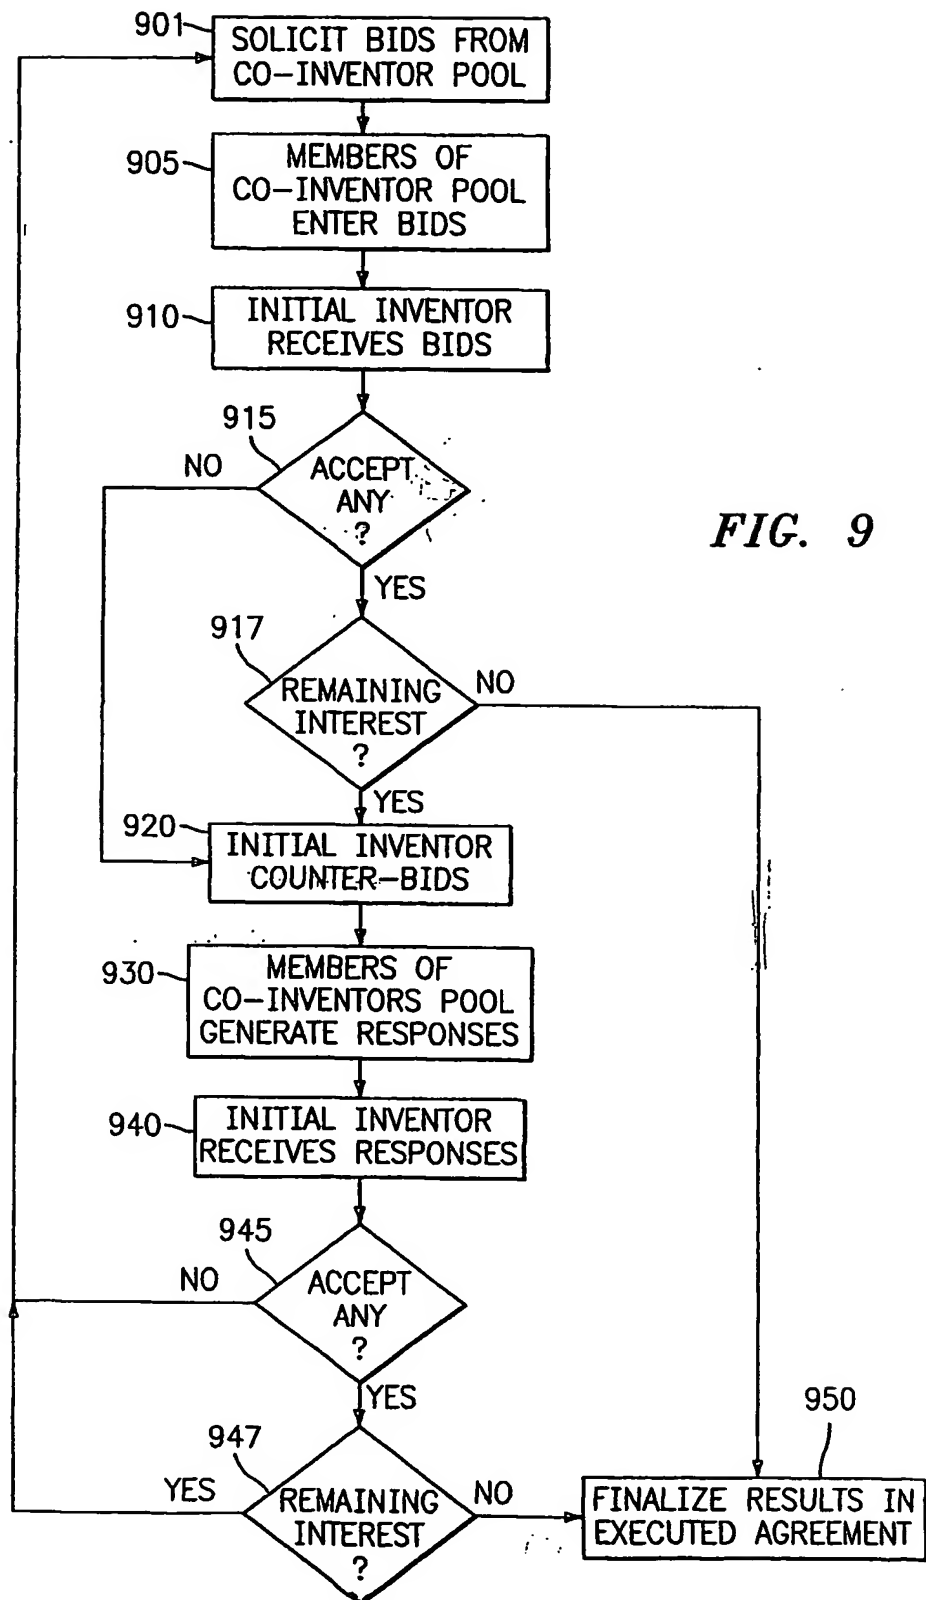 901
SOLICIT BIDS FROM
CO-INVENTOR POOL
905
MEMBERS OF
CO-INVENTOR POOL
ENTER BIDS
910
INITIAL INVENTOR
RECEIVES BIDS
915
NO
ACCEPT
ANY
?
YES
FIG. 9
917
REMAINING
INTEREST
?
NO
YES
920
INITIAL INVENTOR
COUNTER-BIDS
930
MEMBERS OF
CO-INVENTORS POOL
GENERATE RESPONSES
940
INITIAL INVENTOR
RECEIVES RESPONSES
945
NO
ACCEPT
ANY
?
YES
947
YES
REMAINING
INTEREST
?
NO
950
FINALIZE RESULTS IN
EXECUTED AGREEMENT